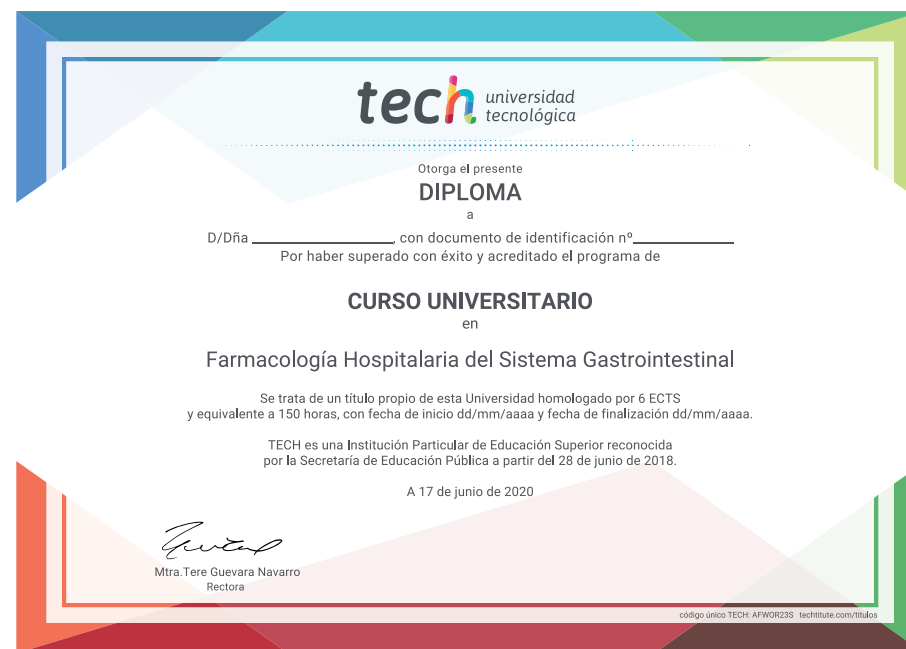 tech universidad
tecnológica
Otorga el presente
DIPLOMA
a
D/Dña ____________________, con documento de identificación nº______________
Por haber superado con éxito y acreditado el programa de
CURSO UNIVERSITARIO
en
Farmacología Hospitalaria del Sistema Gastrointestinal
Se trata de un título propio de esta Universidad homologado por 6 ECTS
y equivalente a 150 horas, con fecha de inicio dd/mm/aaaa y fecha de finalización dd/mm/aaaa.
TECH es una Institución Particular de Educación Superior reconocida
por la Secretaría de Educación Pública a partir del 28 de junio de 2018.
A 17 de junio de 2020
Mtra.Tere Guevara Navarro
Rectora
código único TECH: AFWOR23S techtitute.com/titulos